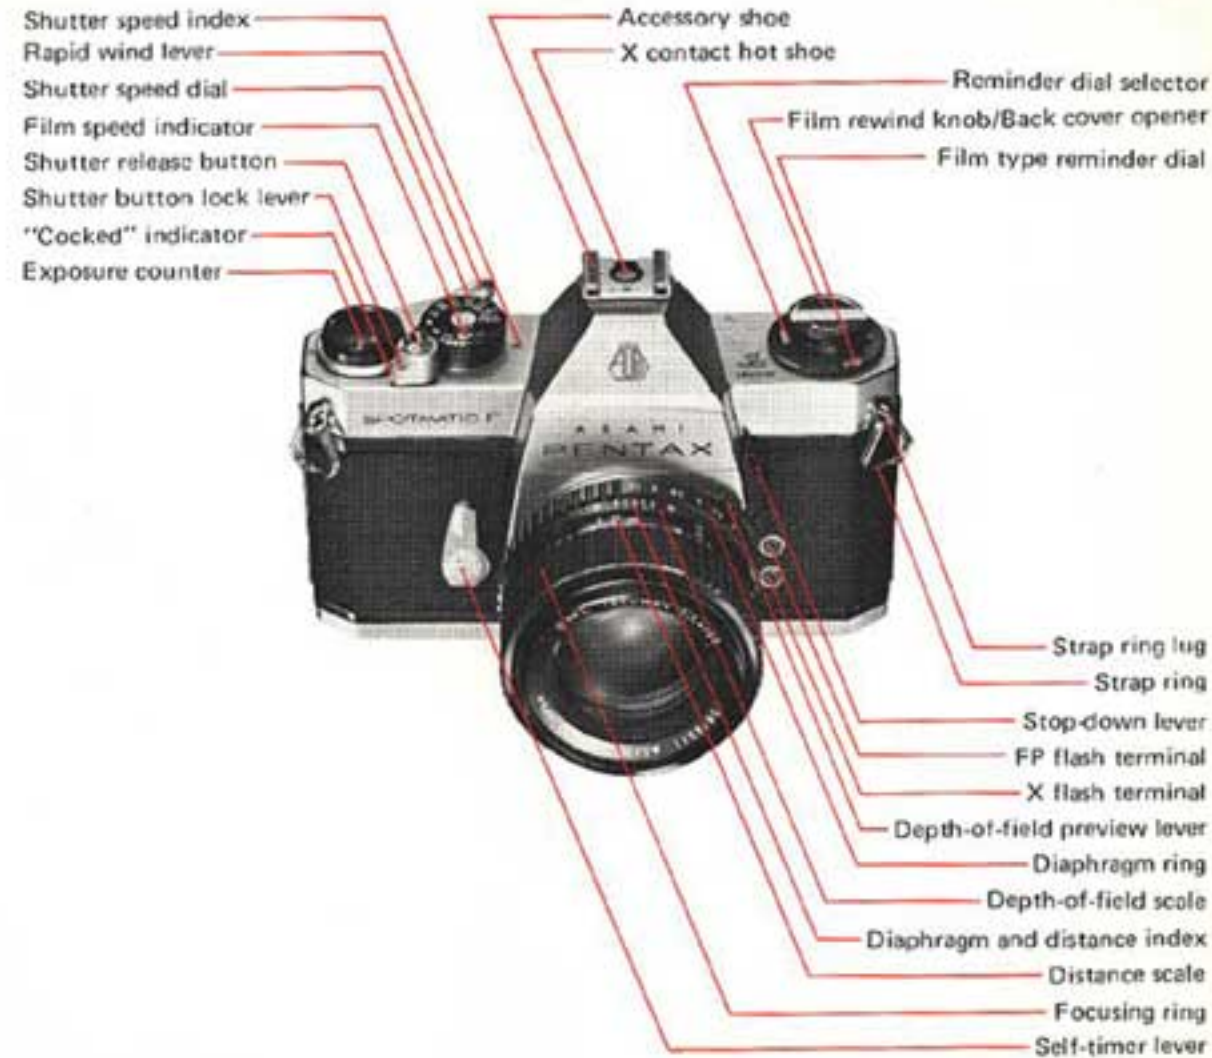 Shutter speed index
Rapid wind lever
Shutter speed dial
Film speed indicator
Shutter release button
Shutter button lock lever
"Cocked" indicator
Exposure counter
Accessory shoe
X contact hot shoe
Reminder dial selector
Film rewind knob/Back cover opener
Film type reminder dial
SPOTMATIC F
ASAHI
PENTAX
Strap ring lug
Strap ring
Stop-down lever
FP flash terminal
X flash terminal
Depth-of-field preview lever
Diaphragm ring
Depth-of-field scale
Diaphragm and distance index
Distance scale
Focusing ring
Self-timer lever